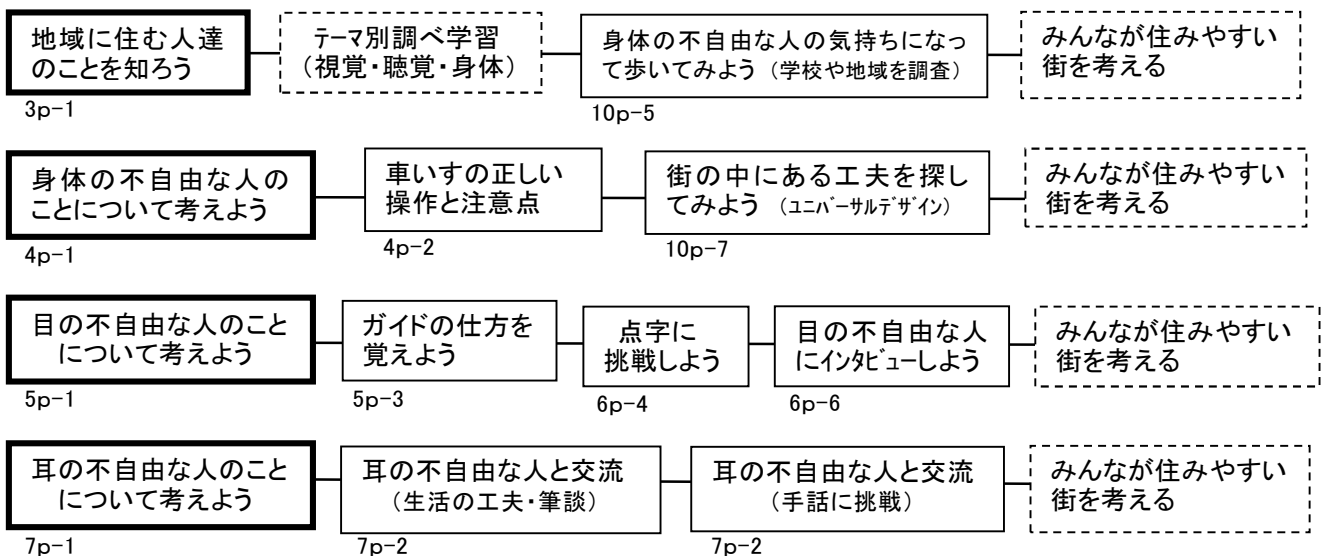 地域に住む人達
のことを知ろう
3p-1
テーマ別調べ学習
（視覚・聴覚・身体）
身体の不自由な人の気持ちになっ
て歩いてみよう（学校や地域を調査）
10p-5
みんなが住みやすい
街を考える
身体の不自由な人の
ことについて考えよう
4p-1
車いすの正しい
操作と注意点
4p-2
街の中にある工夫を探し
てみよう（ユニバーサルデザイン）
10p-7
みんなが住みやすい
街を考える
目の不自由な人のこと
について考えよう
5p-1
ガイドの仕方を
覚えよう
5p-3
点字に
挑戦しよう
6p-4
目の不自由な人
にインタビューしよう
6p-6
みんなが住みやすい
街を考える
耳の不自由な人のこと
について考えよう
7p-1
耳の不自由な人と交流
（生活の工夫・筆談）
7p-2
耳の不自由な人と交流
（手話に挑戦）
7p-2
みんなが住みやすい
街を考える